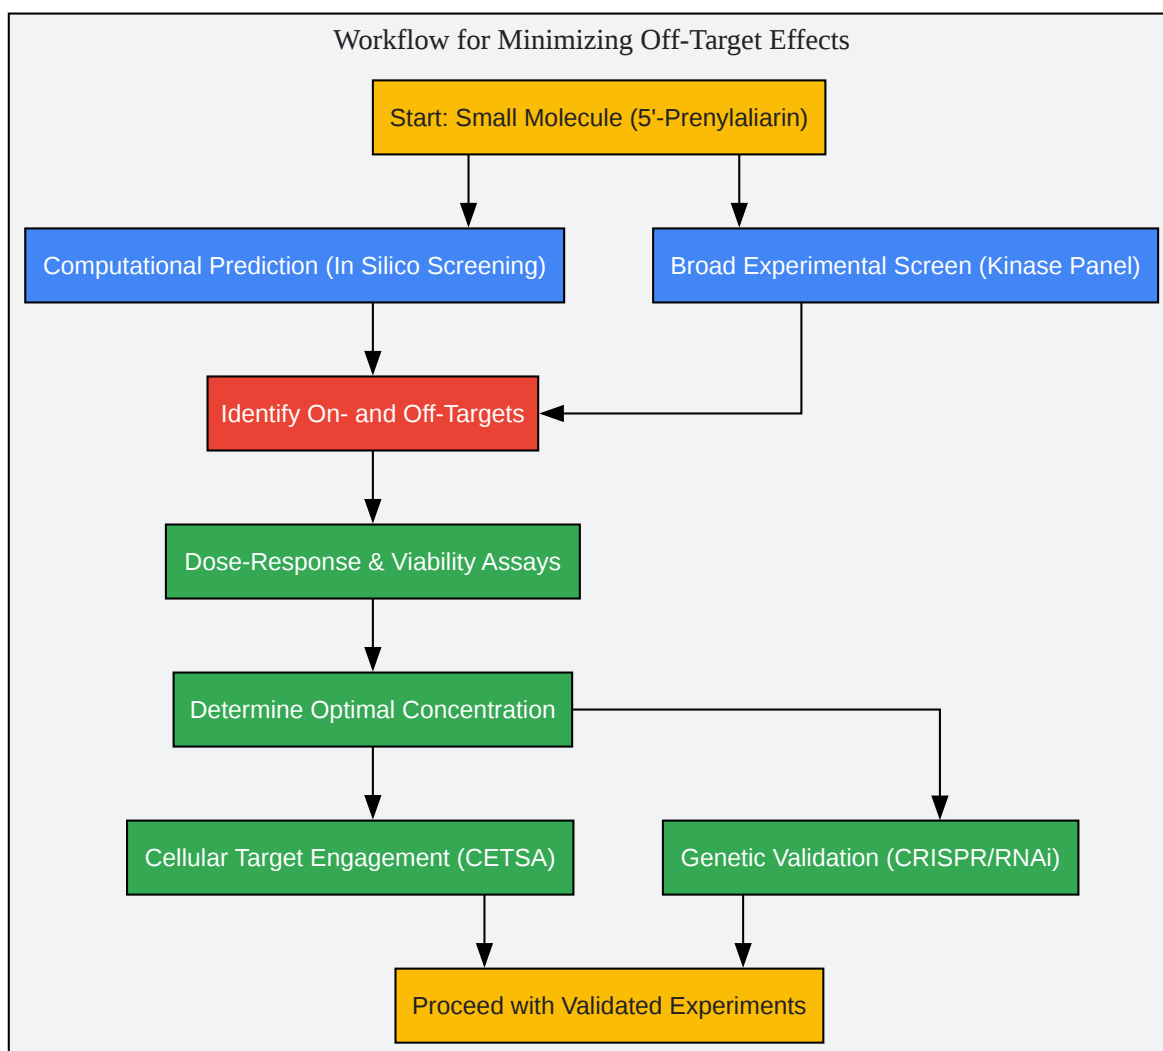 Workflow for Minimizing Off-Target Effects
Start: Small Molecule (5'-Prenylaliarin)
Computational Prediction (In Silico Screening)
Broad Experimental Screen (Kinase Panel)
Identify On- and Off-Targets
Dose-Response & Viability Assays
Determine Optimal Concentration
Cellular Target Engagement (CETSA)
Genetic Validation (CRISPR/RNAi)
Proceed with Validated Experiments